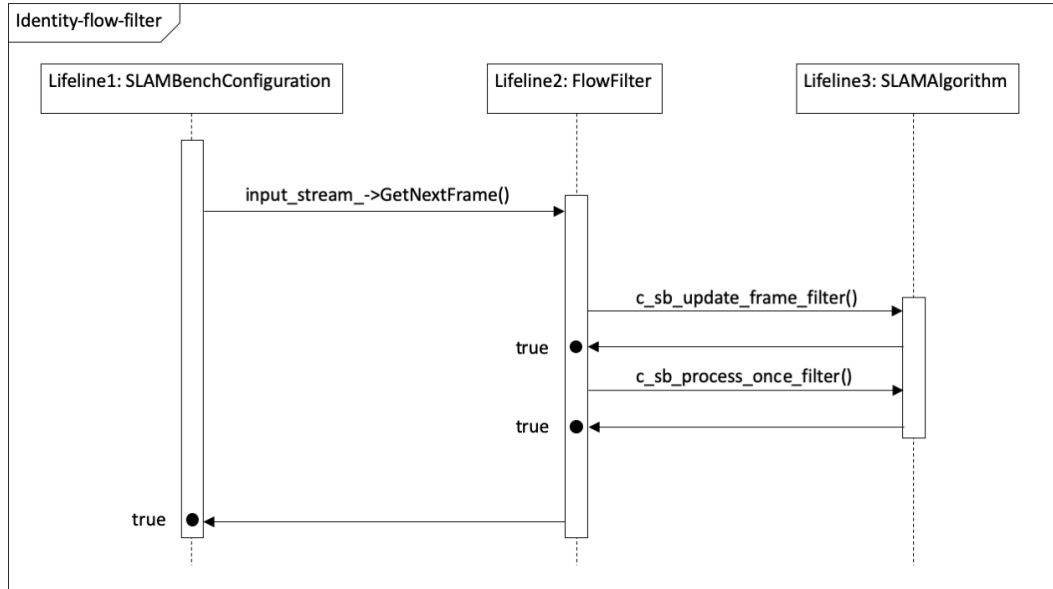 Identity-flow-filter
Lifeline1: SLAMBenchConfiguration
Lifeline2: FlowFilter
Lifeline3: SLAMAlgorithm
input_stream_->GetNextFrame()
c_sb_update_frame_filter()
true
c_sb_process_once_filter()
true
true